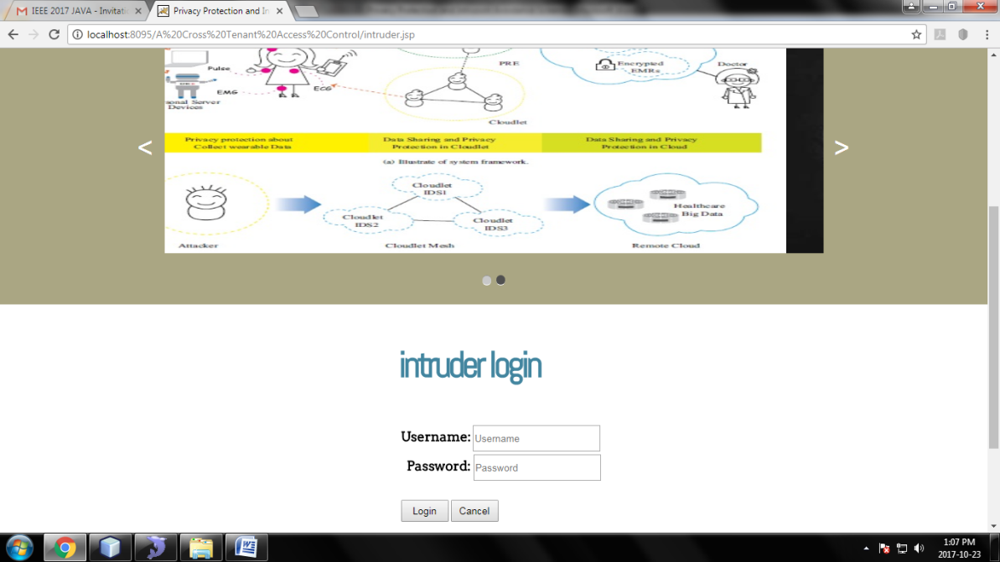 IEEE 2017 JAVA - Invitatic
Privacy Protection and In
localhost:8095/A%20Cross%20Tenant%20Access%20Control/intruder.jsp
Pulse
EMG
ECG
sonal Server
Devices
PRE
Cloudlet
Encrypted
EMRs
Doctor
Privacy protection about
Collect wearable Data
Data Sharing and Privacy
Protection in Cloudlet
Data Sharing and Privacy
Protection in Cloud
(a) Illustrate of system framework.
Cloudlet
IDS1
Cloudlet
IDS2
Cloudlet
IDS3
Healthcare
Big Data
Attacker
Cloudlet Mesh
Remote Cloud
< >
intruder login
Username: Username
Password: Password
Login Cancel
1:07 PM
2017-10-23